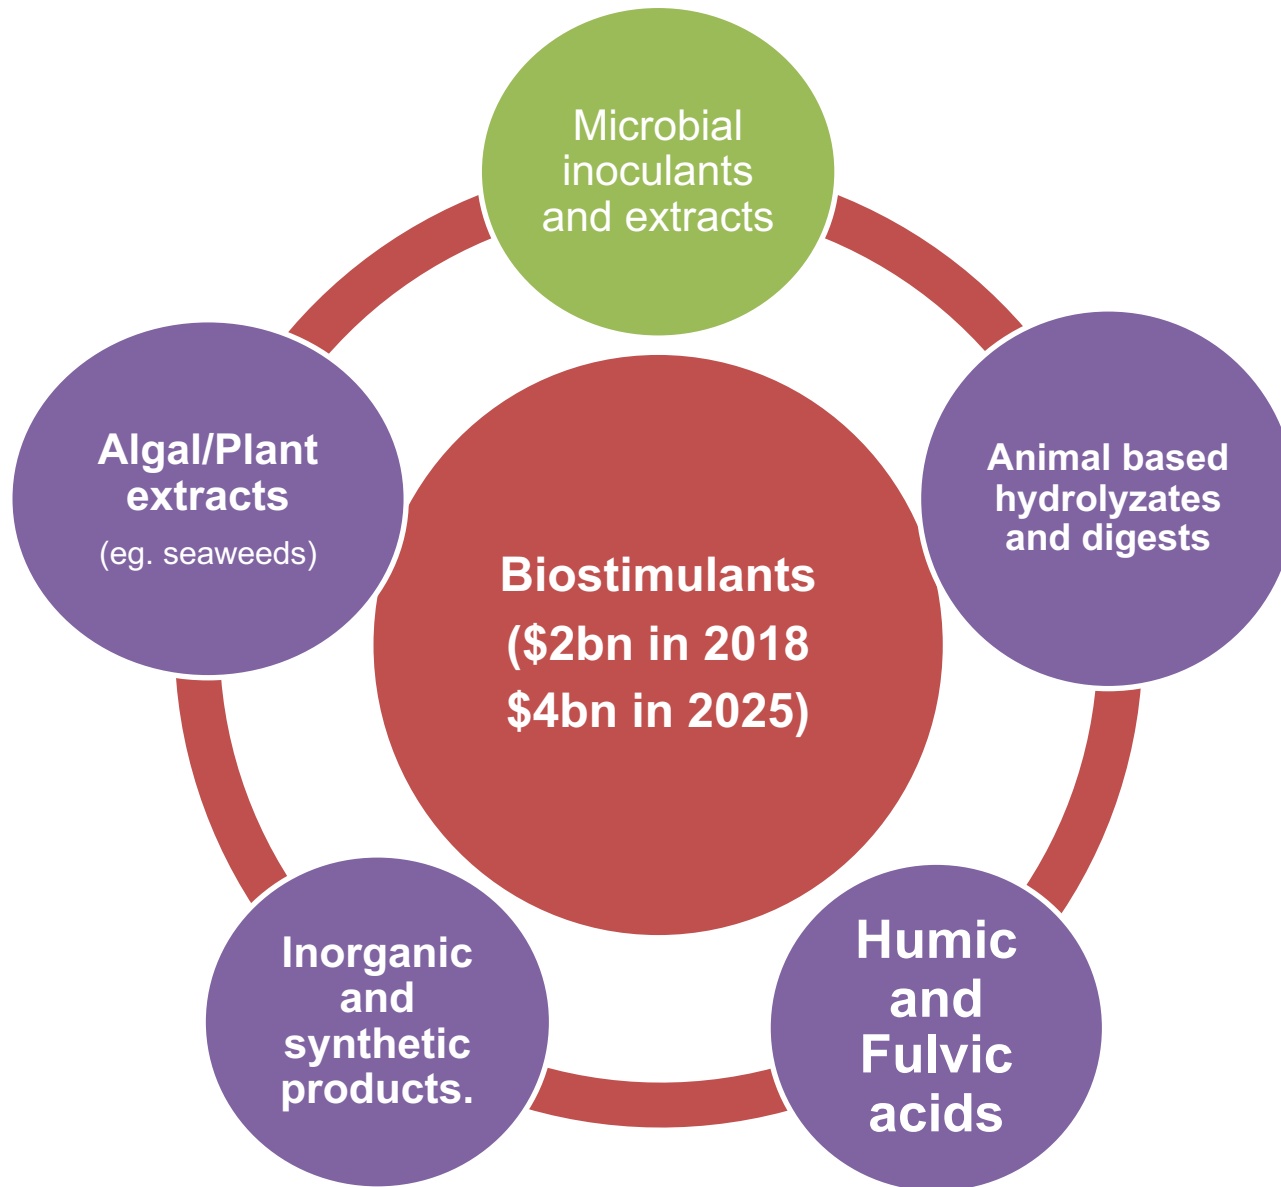 Microbial
inoculants
and extracts
Algal/Plant
extracts
(eg. seaweeds)
Animal based
hydrolyzates
and digests
Biostimulants
($2bn in 2018
$4bn in 2025)
Inorganic
and
synthetic
products.
Humic
and
Fulvic
acids